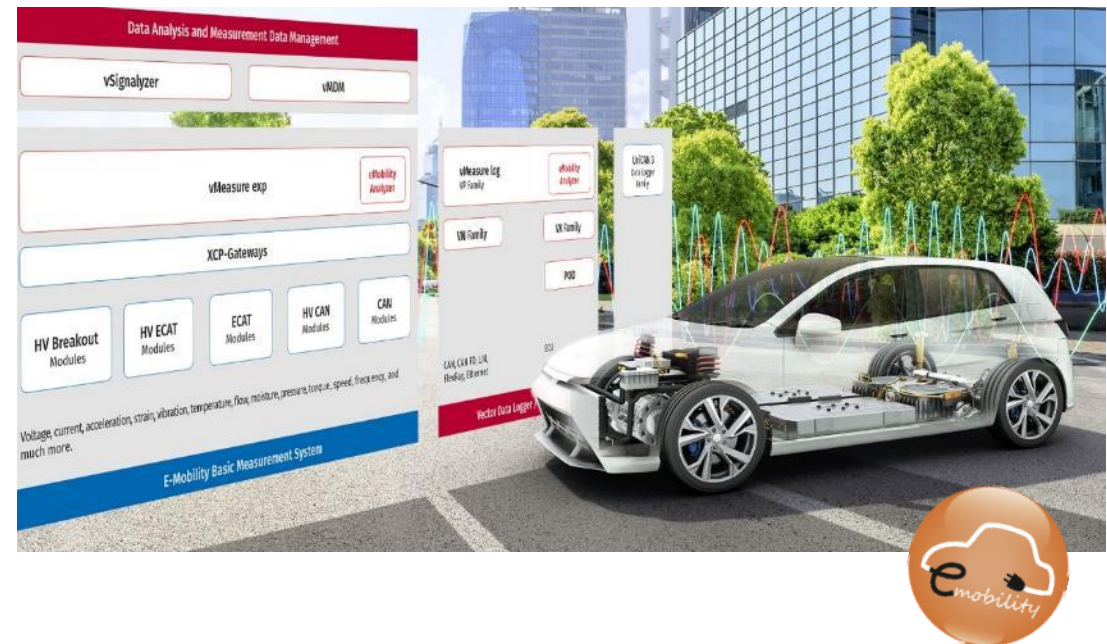 Data Analysis and Measurement Data Management
vSignalyzer
vMDM
vMeasure exp
eMobility
Analyzer
XCP-Gateways
HV Breakout
Modules
HV ECAT
Modules
ECAT
Modules
HV CAN
Modules
CAN
Modules
Voltage, current, acceleration, strain, vibration, temperature, flow, moisture, pressure, torque, speed, frequency, and
much more.
E-Mobility Basic Measurement System
vMeasure log
VP Family
eMobility
Analyzer
VN Family
VX Family
POD
CAN, CAN FD, LIN,
FlexRay, Ethernet
ECU
Vector Data Logger /
UniCAN 3
Data Logger
Family
emobility